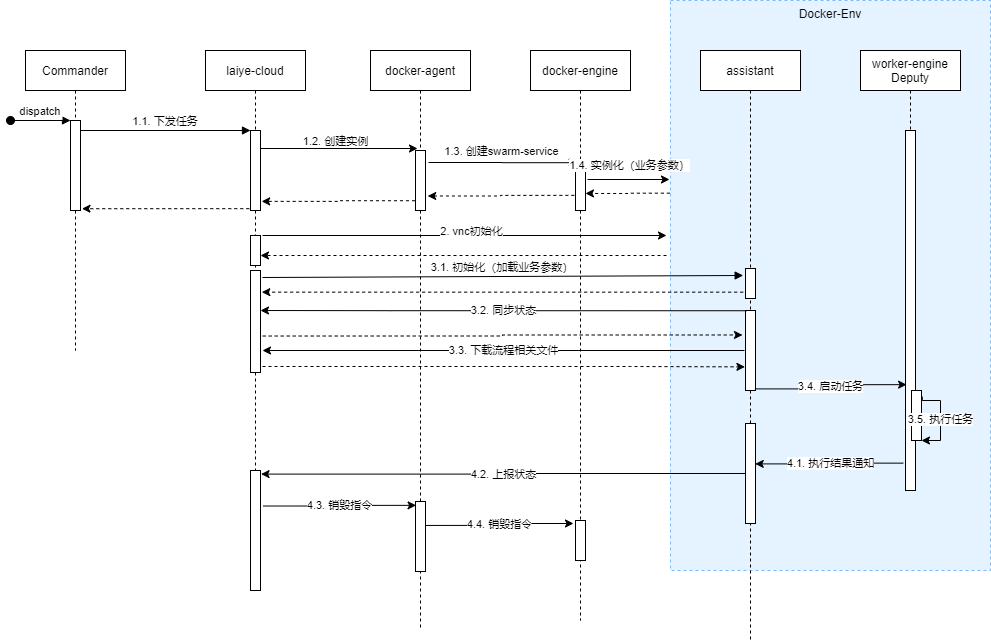 Docker-Env
Commander
laiye-cloud
docker-agent
docker-engine
assistant
worker-engine
Deputy
dispatch
1.1. 下发任务
1.2. 创建实例
1.3. 创建swarm-service
1.4. 实例化（业务参数）
2. vnc初始化
3.1. 初始化（加载业务参数）
3.2. 同步状态
3.3. 下载流程相关文件
3.4. 启动任务
3.5. 执行任务
4.1. 执行结果通知
4.2. 上报状态
4.3. 销毁指令
4.4. 销毁指令